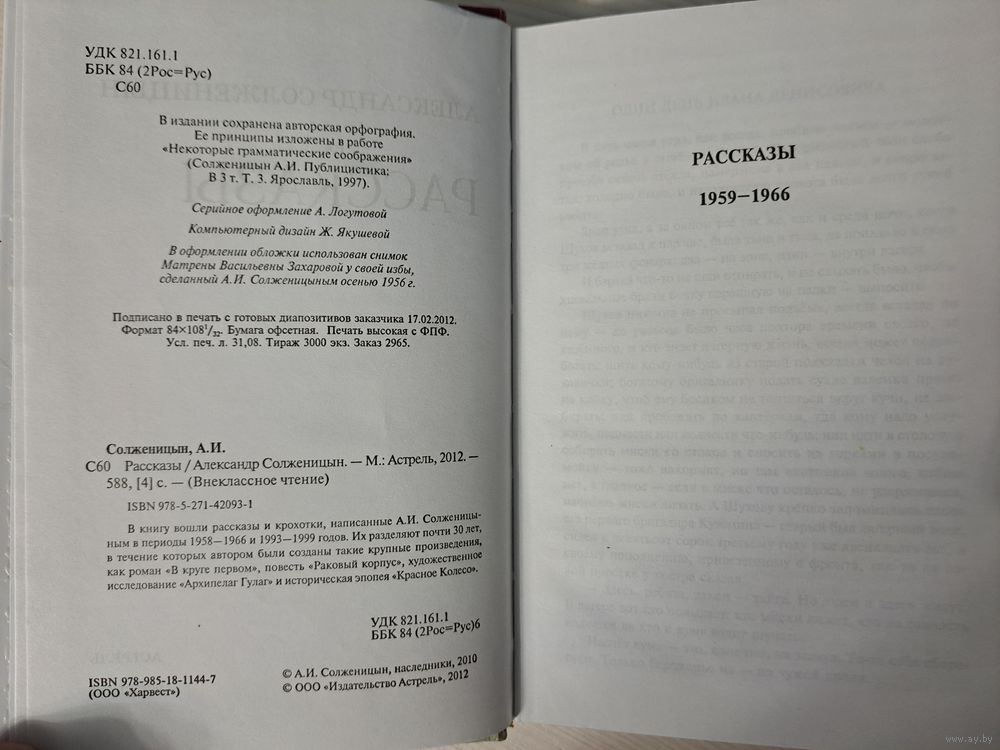 УДК 821.161.1
ББК 84 (2Рос=Рус)
С60
В издании сохранена авторская орфография.
Ее принципы изложены в работе
«Некоторые грамматические соображения»
(Солженицын А.И. Публицистика:
В 3 т. Т. 3. Ярославль, 1997).
Серийное оформление А. Логутовой
Компьютерный дизайн Ж. Якушевой
В оформлении обложки использован снимок
Матрены Васильевны Захаровой у своей избы,
сделанный А.И. Солженицыным осенью 1956 г.
Подписано в печать с готовых диапозитивов заказчика 17.02.2012.
Формат 84×108¹/₃₂. Бумага офсетная. Печать высокая с ФПФ.
Усл. печ. л. 31,08. Тираж 3000 экз. Заказ 2965.
Солженицын, А.И.
С60 Рассказы / Александр Солженицын. — М.: Астрель, 2012. —
588, [4] с. — (Внеклассное чтение)
ISBN 978-5-271-42093-1
В книгу вошли рассказы и крохотки, написанные А.И. Солженицы-
ным в периоды 1958—1966 и 1993—1999 годов. Их разделяют почти 30 лет,
в течение которых автором были созданы такие крупные произведения,
как роман «В круге первом», повесть «Раковый корпус», художественное
исследование «Архипелаг Гулаг» и историческая эпопея «Красное Колесо».
УДК 821.161.1
ББК 84 (2Рос=Рус)6
ISBN 978-985-18-1144-7
(ООО «Харвест»)
© А.И. Солженицын, наследники, 2010
© ООО «Издательство Астрель», 2012
РАССКАЗЫ
1959—1966
www.ay.by